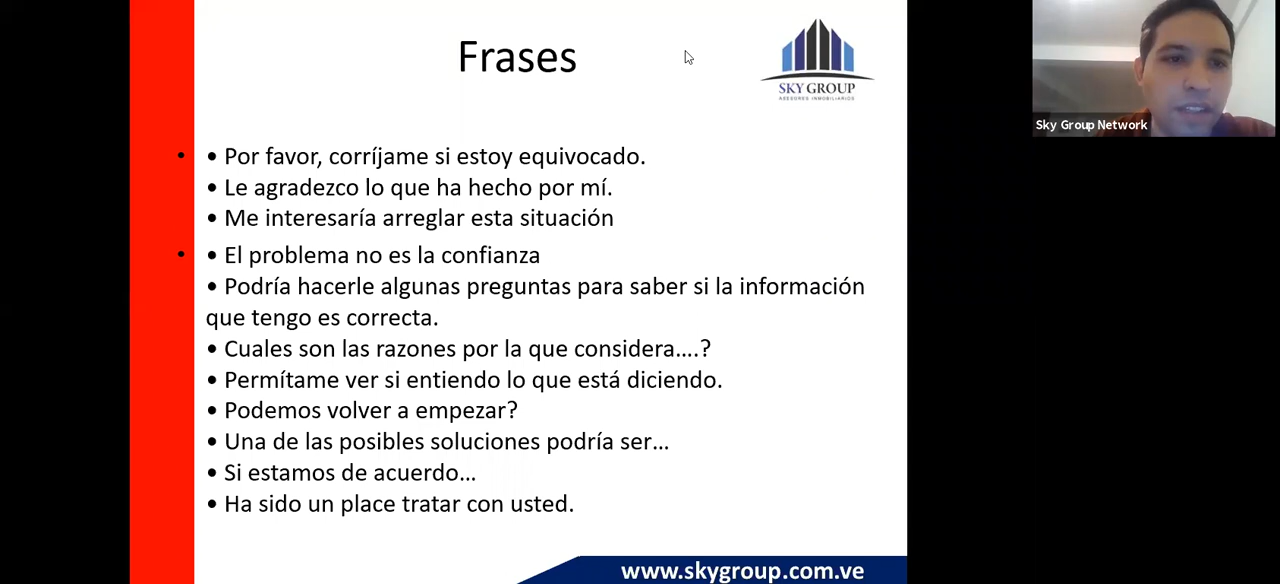 Frases
SKY GROUP
ASESORES INMOBILIARIOS
Sky Group Network
• • Por favor, corríjame si estoy equivocado.
• Le agradezco lo que ha hecho por mí.
• Me interesaría arreglar esta situación
• • El problema no es la confianza
• Podría hacerle algunas preguntas para saber si la información
que tengo es correcta.
• Cuales son las razones por la que considera....?
• Permítame ver si entiendo lo que está diciendo.
• Podemos volver a empezar?
• Una de las posibles soluciones podría ser...
• Si estamos de acuerdo...
• Ha sido un place tratar con usted.
www.skygroup.com.ve